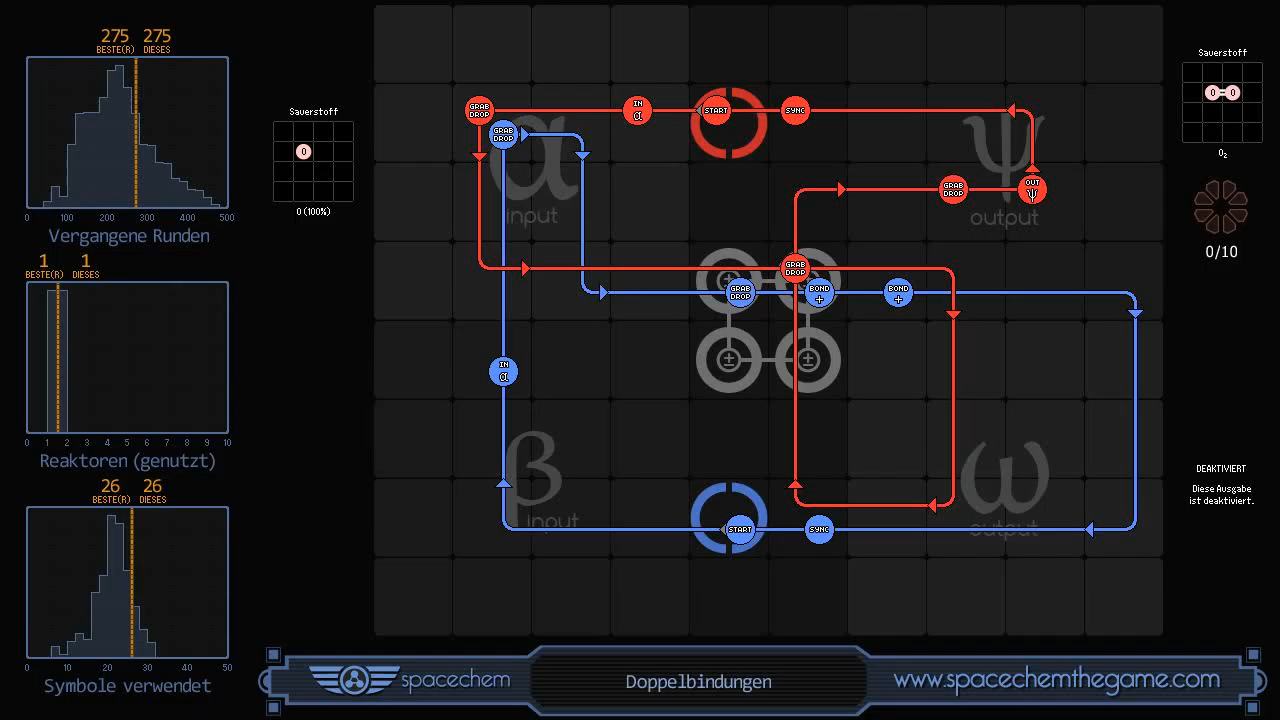 275 275
BESTE(R) DIESES
0 100 200 300 400 500
Vergangene Runden
1 1
BESTE(R) DIESES
0 1 2 3 4 5 6 7 8 9 10
Reaktoren (genutzt)
26 26
BESTE(R) DIESES
0 10 20 30 40 50
Symbole verwendet
Sauerstoff
O
O (100%)
GRAB DROP
IN α
START
SYNC
GRAB DROP
α
input
ψ
output
GRAB DROP
OUT ψ
GRAB DROP
GRAB DROP
BOND +
BOND +
IN α
β
input
ω
output
START
SYNC
Sauerstoff
O=O
O₂
0/10
DEAKTIVIERT
Diese Ausgabe
ist deaktiviert.
spacechem
Doppelbindungen
www.spacechemthegame.com